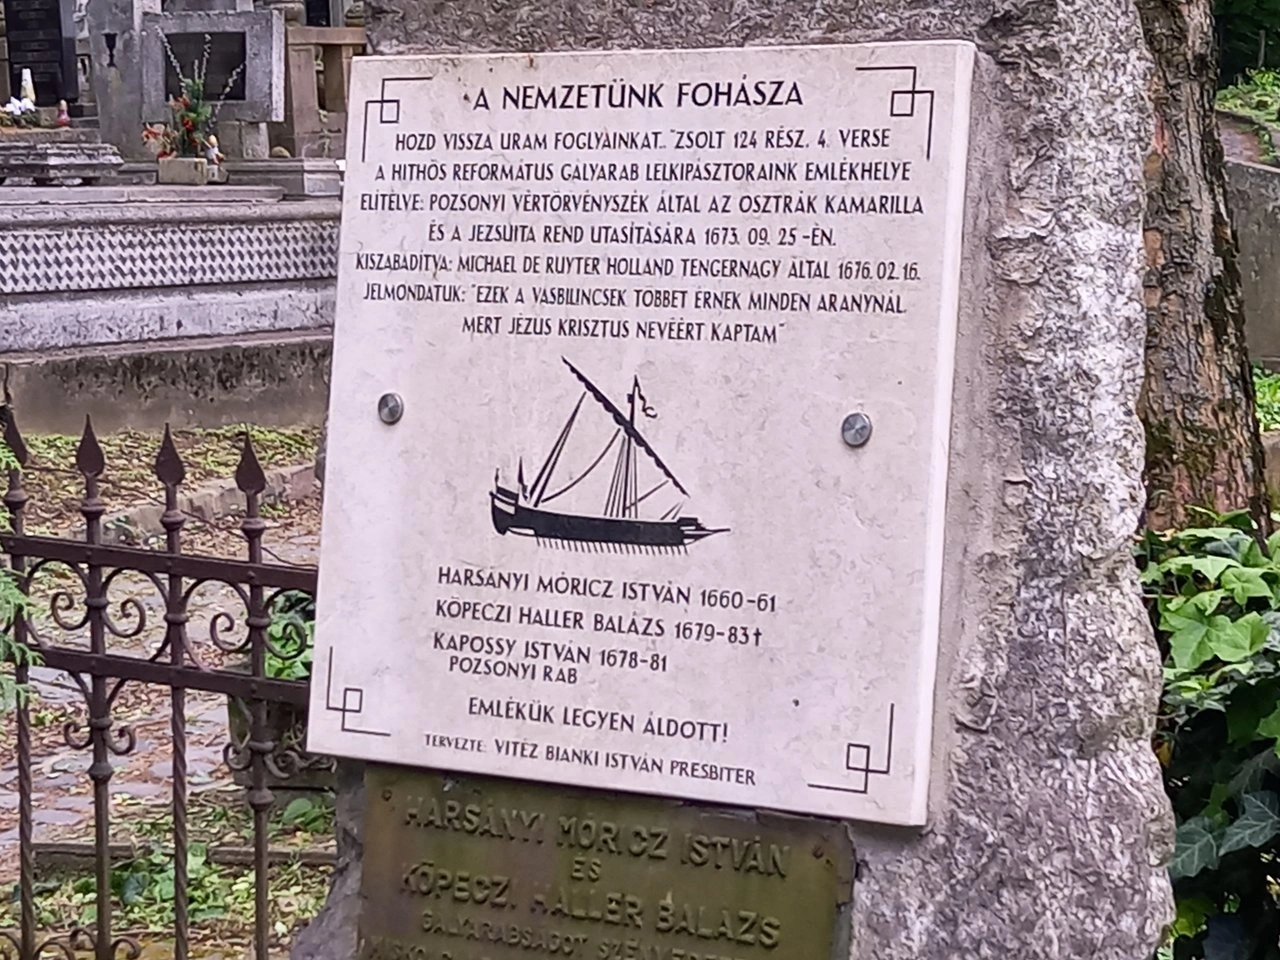 A NEMZETÜNK FOHÁSZA
HOZD VISSZA URAM FOGLYAINKAT.. "ZSOLT 124 RÉSZ. 4. VERSE
A HITHŰS REFORMÁTUS GÁLYARAB LELKIPÁSZTORAINK EMLÉKHELYE
ELITÉLVE: POZSONYI VÉRTÖRVÉNYSZÉK ÁLTAL AZ OSZTRÁK KAMARILLA
ÉS A JEZSUITA REND UTASÍTÁSÁRA 1673. 09. 25-ÉN.
KISZABADÍTVA: MICHAEL DE RUYTER HOLLAND TENGERNAGY ÁLTAL 1676. 02. 16.
JELMONDATUK: "EZEK A VASBILINCSEK TÖBBET ÉRNEK MINDEN ARANYNÁL
MERT JÉZUS KRISZTUS NEVÉÉRT KAPTAM"
HARSÁNYI MÓRICZ ISTVÁN 1660-61
KÖPECZI HALLER BALÁZS 1679-83†
KAPOSSY ISTVÁN 1678-81
POZSONYI RAB
EMLÉKÜK LEGYEN ÁLDOTT!
TERVEZTE: VITÉZ BIANKI ISTVÁN PRESBITER
HARSÁNYI MÓRICZ ISTVÁN
ÉS
KÖPECZI HALLER BALÁZS
GÁLYARABSÁGOT